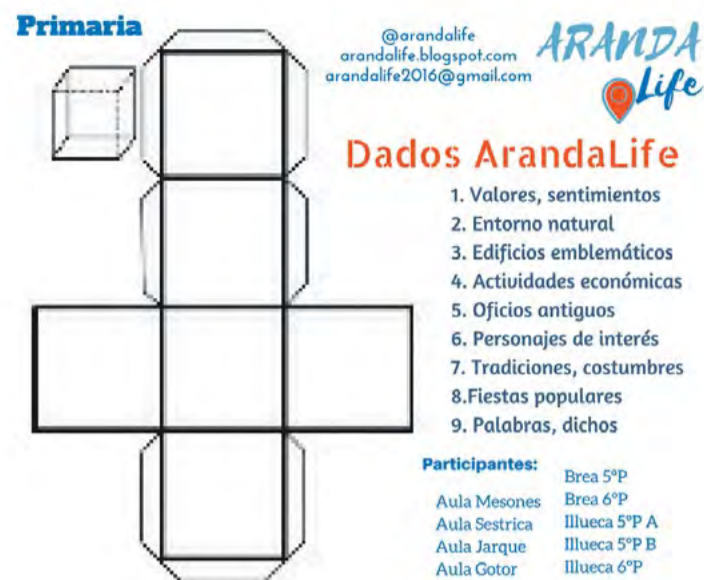 Primaria
@arandalife
arandalife.blogspot.com
arandalife2016@gmail.com
ARANDA
Life
Dados ArandaLife
1. Valores, sentimientos
2. Entorno natural
3. Edificios emblemáticos
4. Actividades económicas
5. Oficios antiguos
6. Personajes de interés
7. Tradiciones, costumbres
8.Fiestas populares
9. Palabras, dichos
Participantes:
Aula Mesones
Aula Sestrica
Aula Jarque
Aula Gotor
Brea 5ºP
Brea 6ºP
Illueca 5ºP A
Illueca 5ºP B
Illueca 6ºP